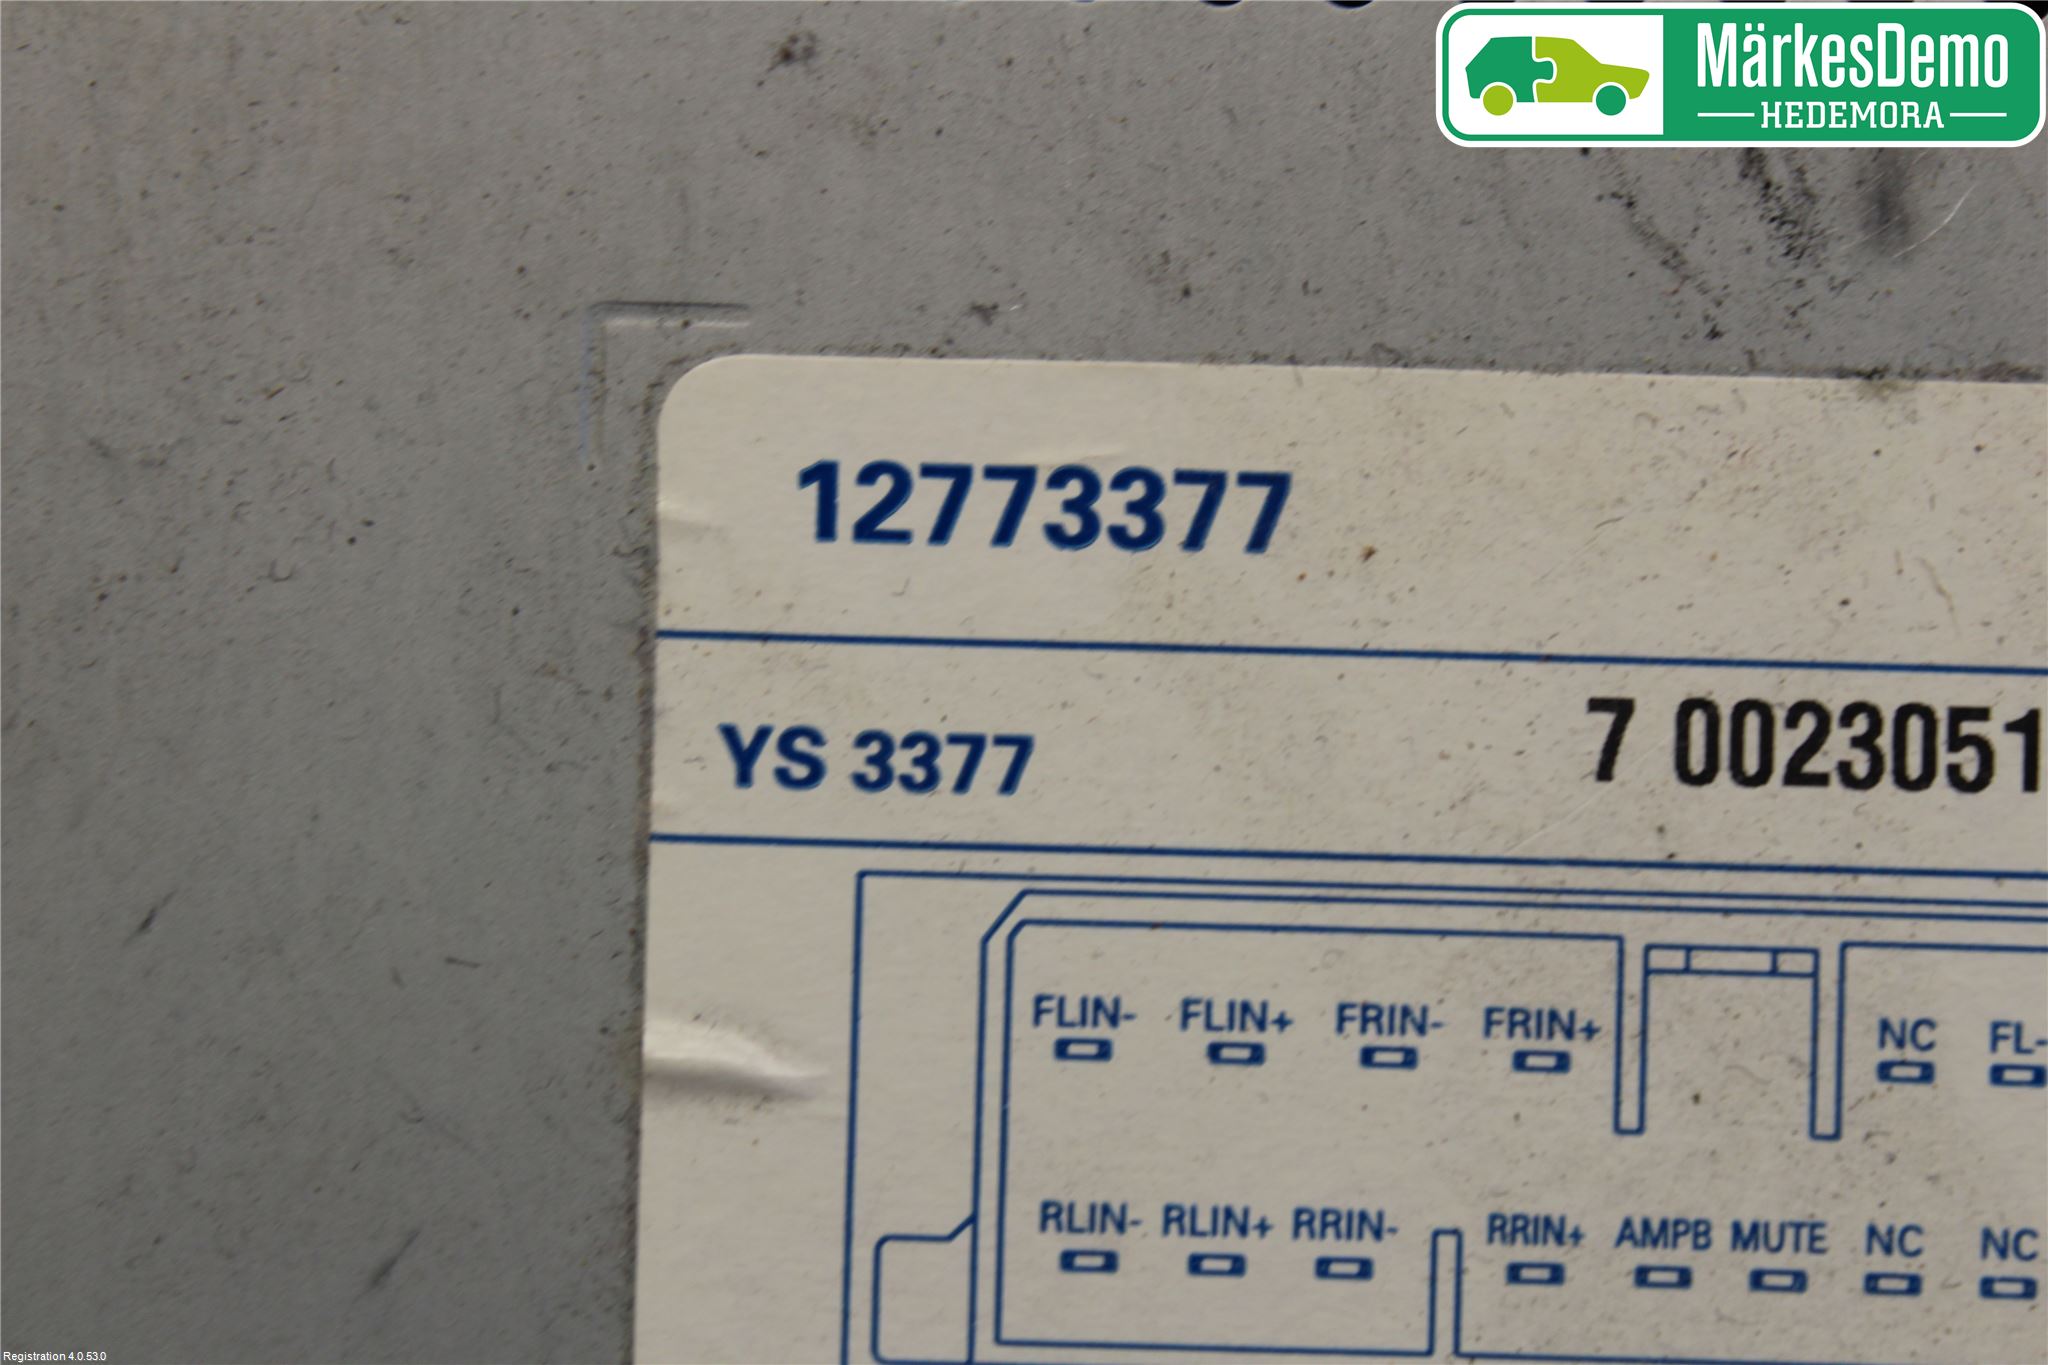 MärkesDemo
HEDEMORA
12773377
YS 3377
7 0023051
FLIN- FLIN+ FRIN- FRIN+ NC FL-
RLIN- RLIN+ RRIN- RRIN+ AMPB MUTE NC NC
Registration 4.0.53.0